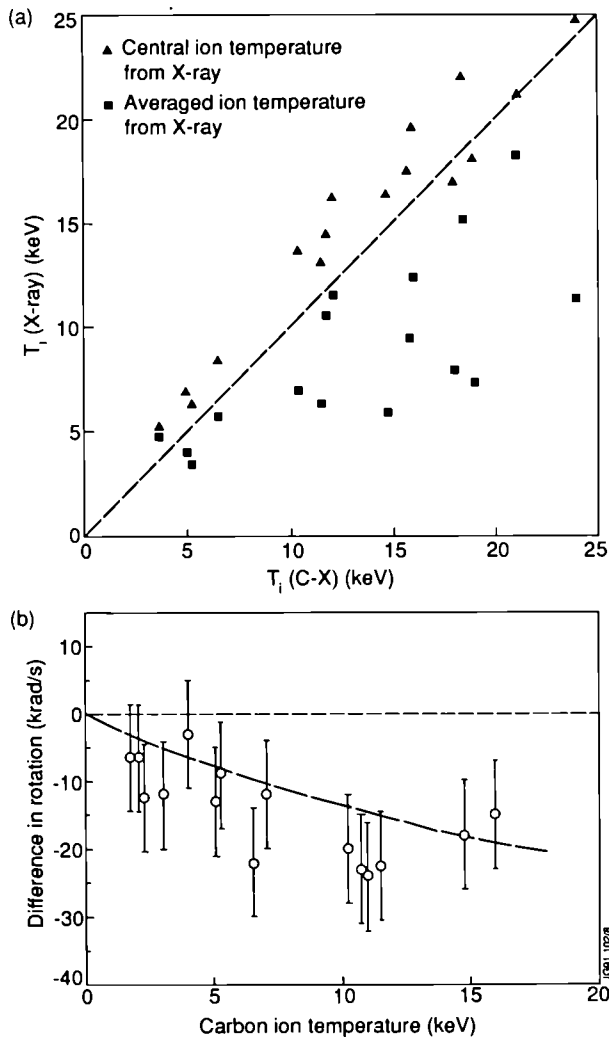 (a)
▲ Central ion temperature
from X-ray
■ Averaged ion temperature
from X-ray
25
20
15
10
5
0
T_i (X-ray) (keV)
0 5 10 15 20 25
T_i (C-X) (keV)
(b)
10
0
-10
-20
-30
-40
Difference in rotation (krad/s)
0 5 10 15 20
Carbon ion temperature (keV)